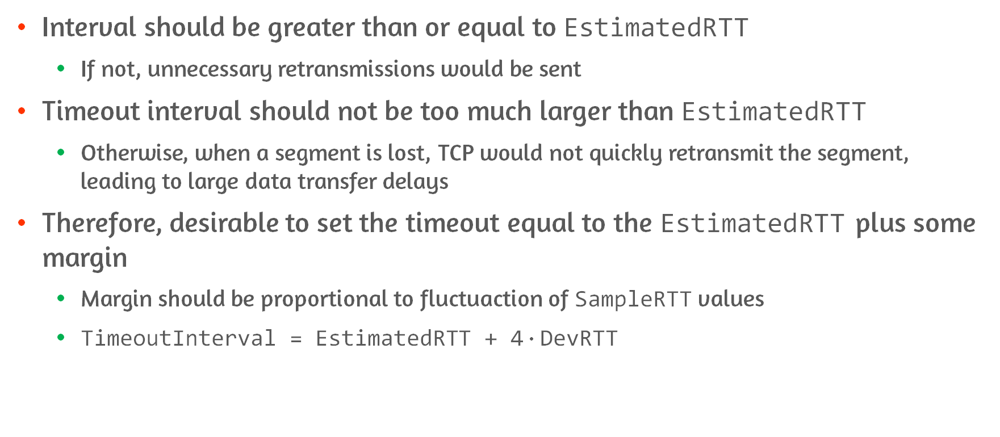 • Interval should be greater than or equal to EstimatedRTT
• If not, unnecessary retransmissions would be sent
• Timeout interval should not be too much larger than EstimatedRTT
• Otherwise, when a segment is lost, TCP would not quickly retransmit the segment,
leading to large data transfer delays
• Therefore, desirable to set the timeout equal to the EstimatedRTT plus some
margin
• Margin should be proportional to fluctuaction of SampleRTT values
• TimeoutInterval = EstimatedRTT + 4·DevRTT